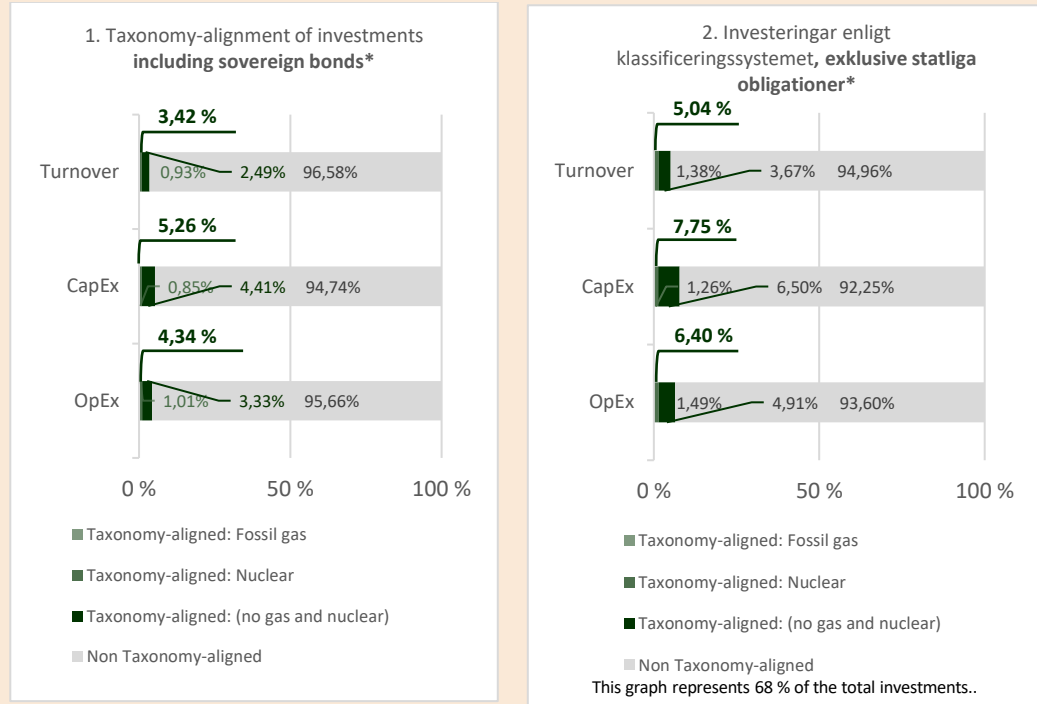 1. Taxonomy-alignment of investments
including sovereign bonds*
3,42 %
Turnover
0,93%
2,49%
96,58%
5,26 %
CapEx
0,85%
4,41%
94,74%
4,34 %
OpEx
1,01%
3,33%
95,66%
0 %
50 %
100 %
Taxonomy-aligned: Fossil gas
Taxonomy-aligned: Nuclear
Taxonomy-aligned: (no gas and nuclear)
Non Taxonomy-aligned
2. Investeringar enligt
klassificeringssystemet, exklusive statliga
obligationer*
5,04 %
Turnover
1,38%
3,67%
94,96%
7,75 %
CapEx
1,26%
6,50%
92,25%
6,40 %
OpEx
1,49%
4,91%
93,60%
0 %
50 %
100 %
Taxonomy-aligned: Fossil gas
Taxonomy-aligned: Nuclear
Taxonomy-aligned: (no gas and nuclear)
Non Taxonomy-aligned
This graph represents 68 % of the total investments..